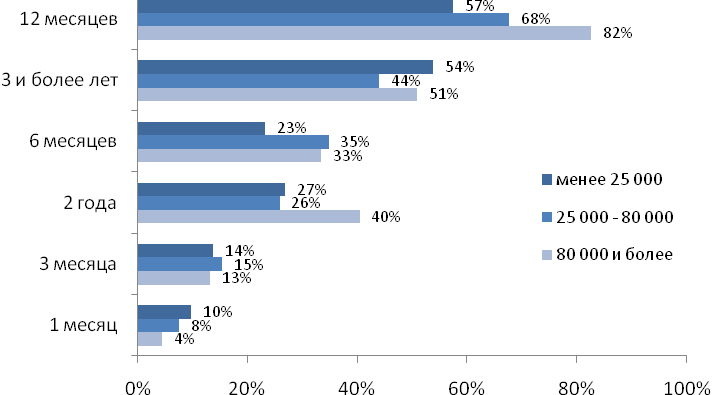 12 месяцев
57%
68%
82%
3 и более лет
54%
44%
51%
6 месяцев
23%
35%
33%
2 года
27%
26%
40%
3 месяца
14%
15%
13%
1 месяц
10%
8%
4%
менее 25 000
25 000 - 80 000
80 000 и более
0% 20% 40% 60% 80% 100%